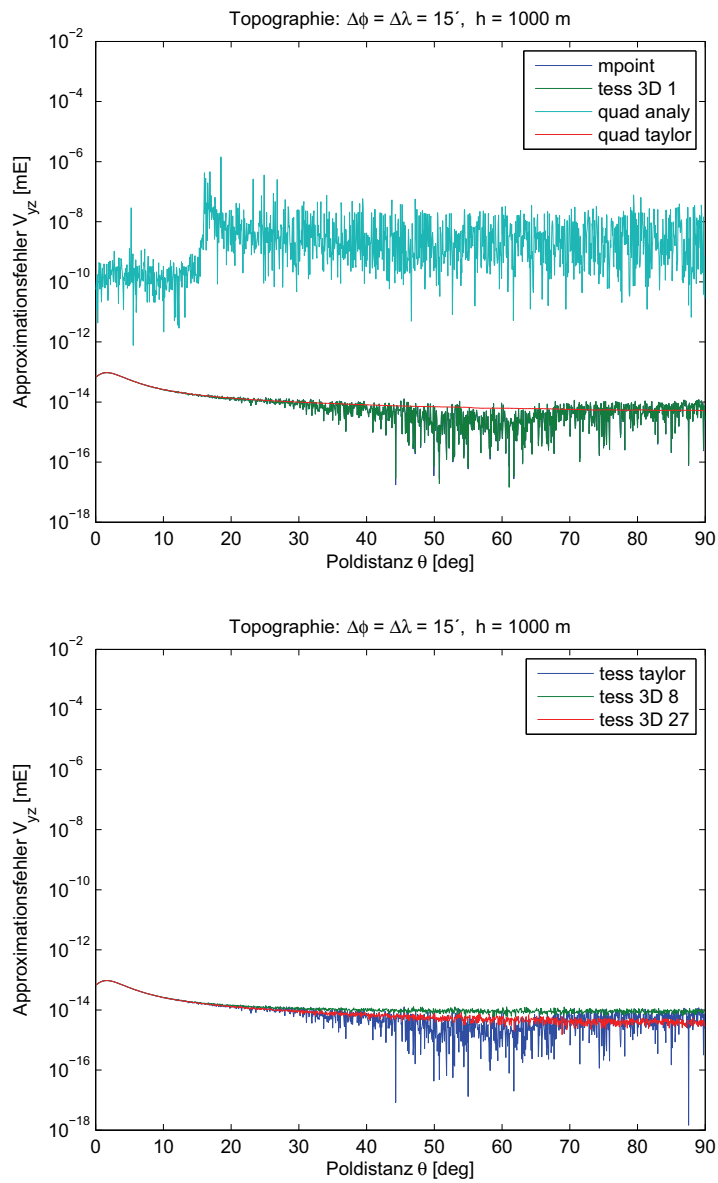 Topographie: Δϕ = Δλ = 15´, h = 1000 m
10⁻²
10⁻⁴
10⁻⁶
10⁻⁸
10⁻¹⁰
10⁻¹²
10⁻¹⁴
10⁻¹⁶
10⁻¹⁸
Approximationsfehler V_yz [mE]
mpoint
tess 3D 1
quad analy
quad taylor
0 10 20 30 40 50 60 70 80 90
Poldistanz θ [deg]
Topographie: Δϕ = Δλ = 15´, h = 1000 m
10⁻²
10⁻⁴
10⁻⁶
10⁻⁸
10⁻¹⁰
10⁻¹²
10⁻¹⁴
10⁻¹⁶
10⁻¹⁸
Approximationsfehler V_yz [mE]
tess taylor
tess 3D 8
tess 3D 27
0 10 20 30 40 50 60 70 80 90
Poldistanz θ [deg]